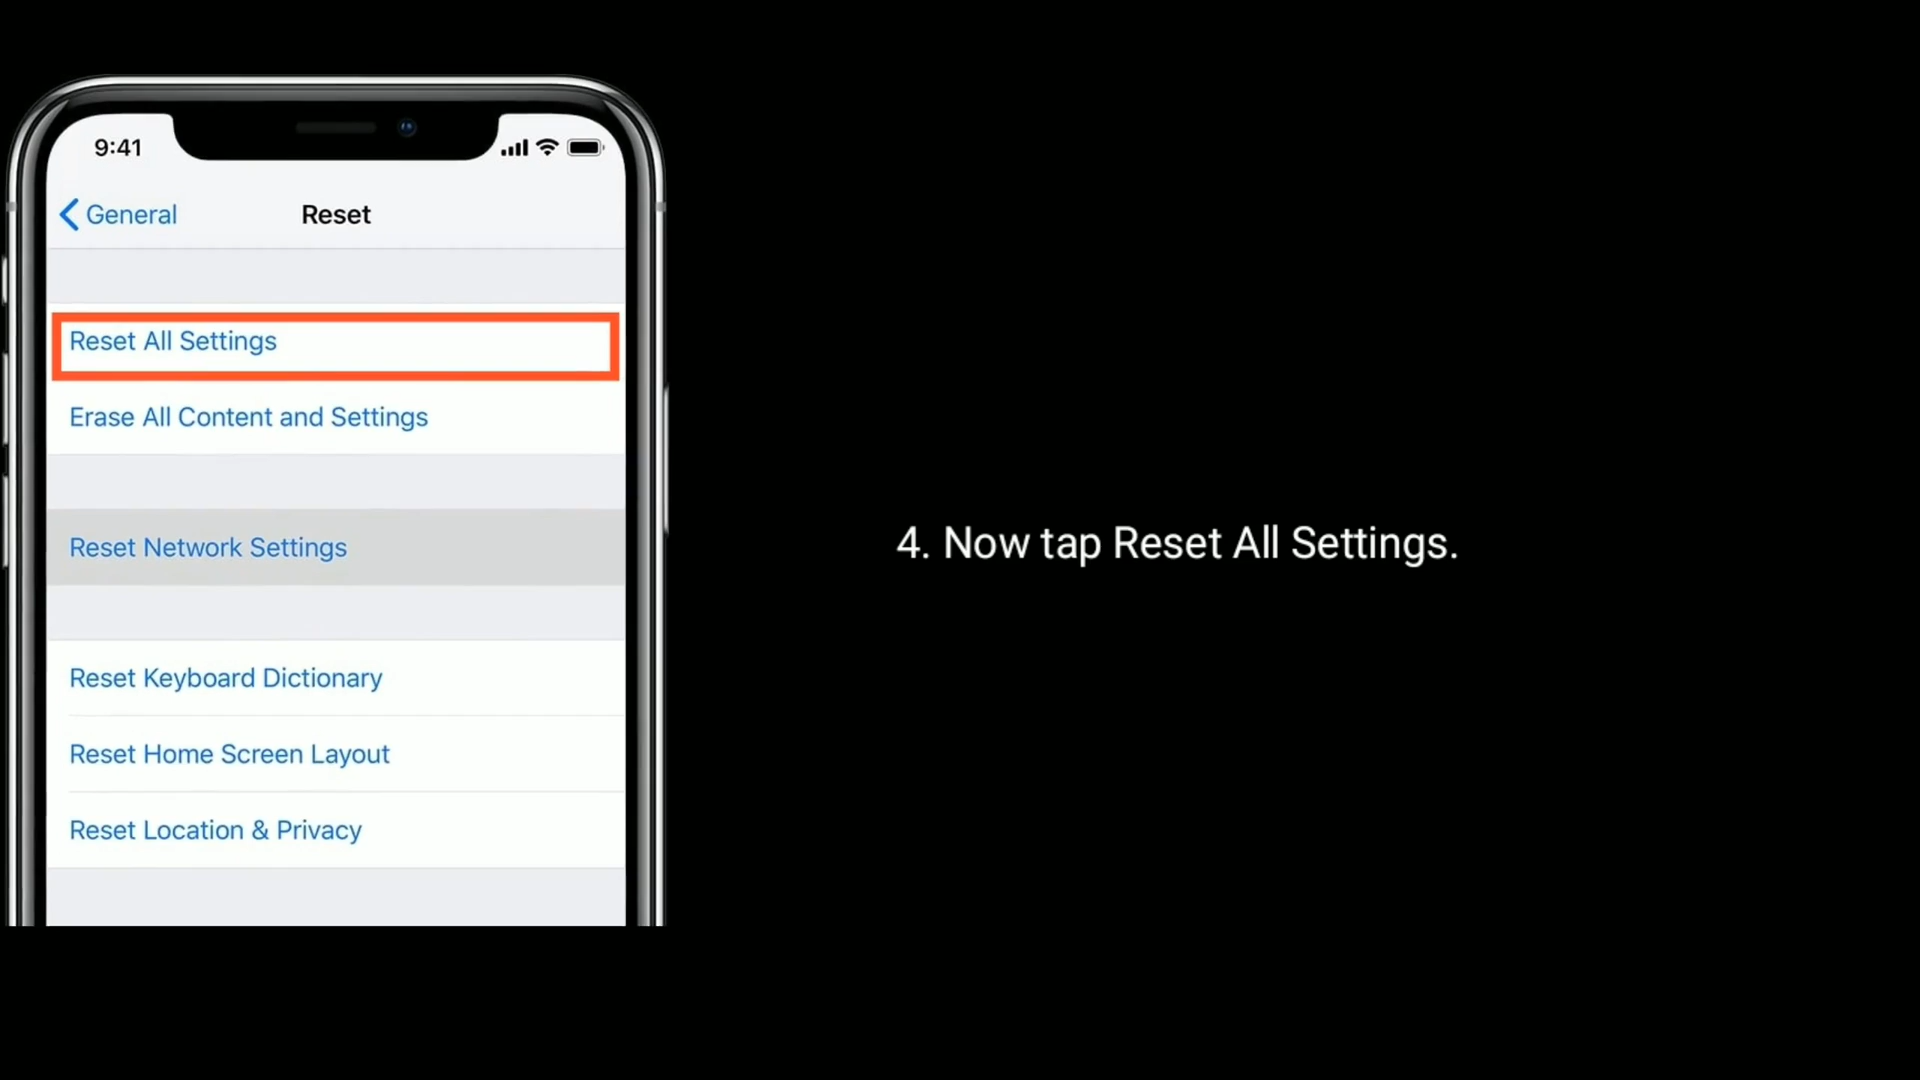 9:41
General
Reset
Reset All Settings
Erase All Content and Settings
Reset Network Settings
Reset Keyboard Dictionary
Reset Home Screen Layout
Reset Location & Privacy
4. Now tap Reset All Settings.